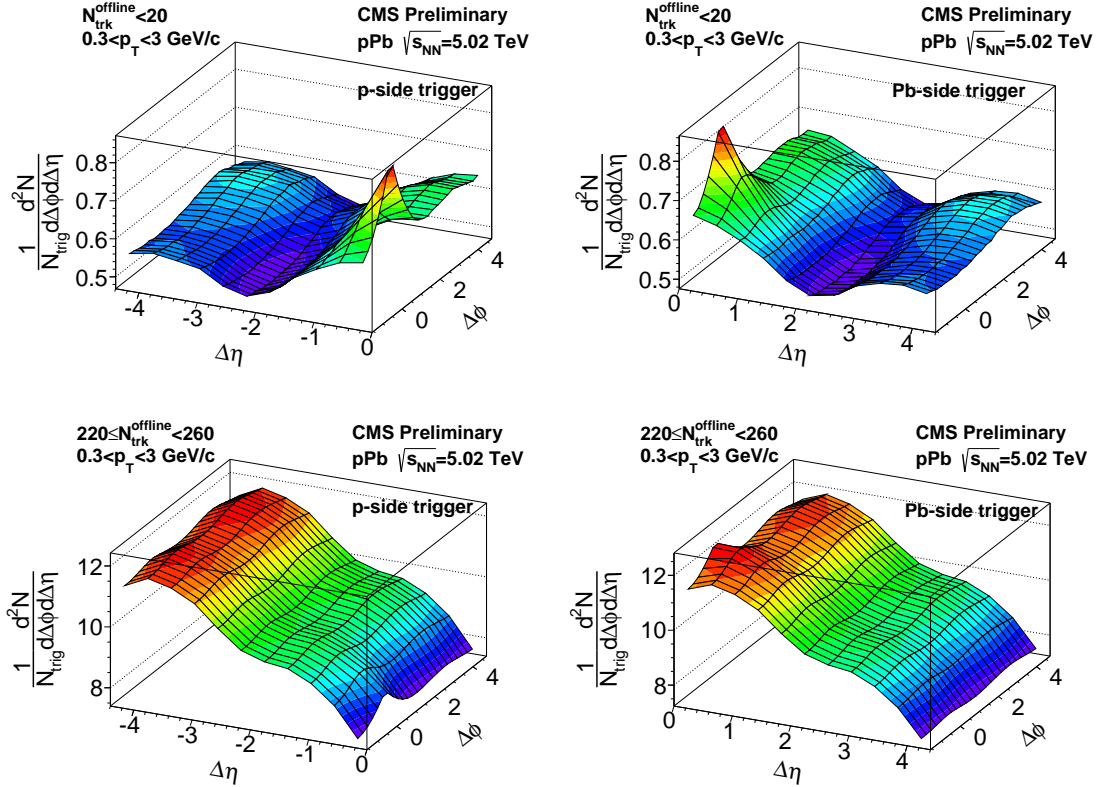 N_trk^offline<20
0.3<p_T<3 GeV/c
CMS Preliminary
pPb √s_NN=5.02 TeV
p-side trigger
1/N_trig d²N/dΔφdΔη
0.8
0.7
0.6
0.5
-4
-3
-2
-1
0
Δη
0
2
4
Δφ
N_trk^offline<20
0.3<p_T<3 GeV/c
CMS Preliminary
pPb √s_NN=5.02 TeV
Pb-side trigger
1/N_trig d²N/dΔφdΔη
0.8
0.7
0.6
0.5
0
1
2
3
4
Δη
0
2
4
Δφ
220≤N_trk^offline<260
0.3<p_T<3 GeV/c
CMS Preliminary
pPb √s_NN=5.02 TeV
p-side trigger
1/N_trig d²N/dΔφdΔη
12
10
8
-4
-3
-2
-1
0
Δη
0
2
4
Δφ
220≤N_trk^offline<260
0.3<p_T<3 GeV/c
CMS Preliminary
pPb √s_NN=5.02 TeV
Pb-side trigger
1/N_trig d²N/dΔφdΔη
12
10
8
0
1
2
3
4
Δη
0
2
4
Δφ